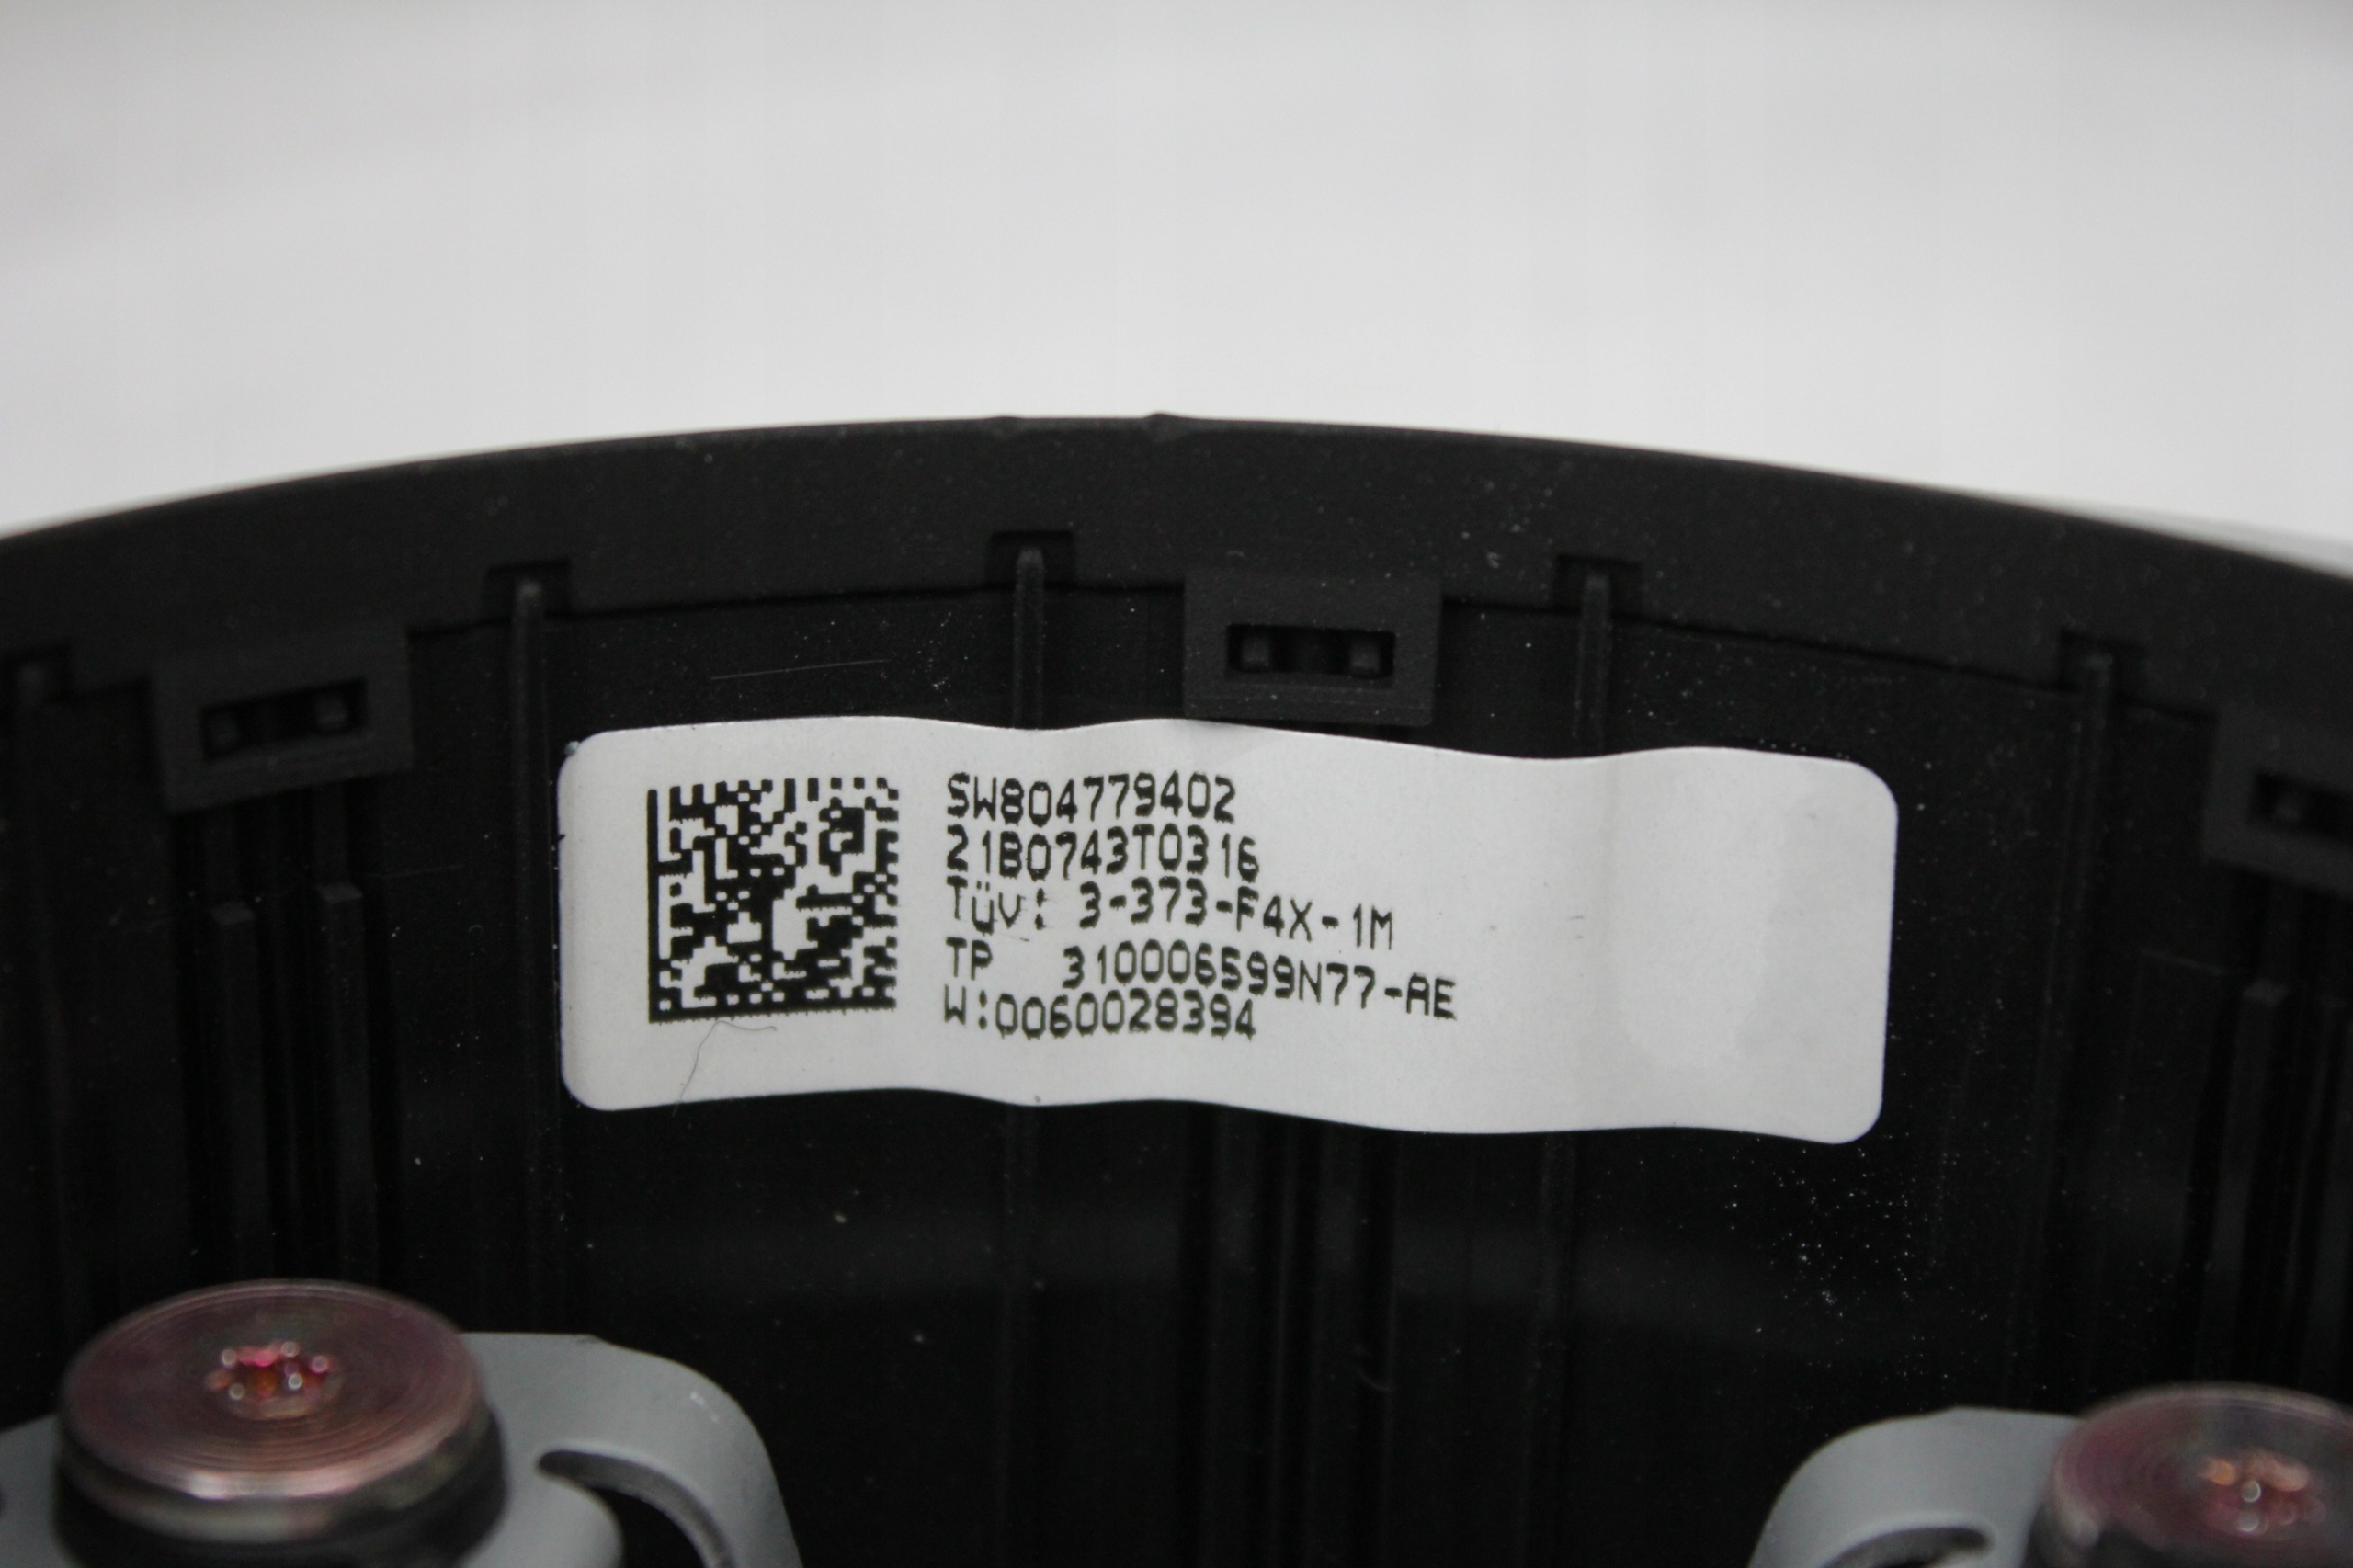 SW804779402
21B0743T0316
Tüv: 3-373-F4X-1M
TP 310006599N77-AE
W:0060028394